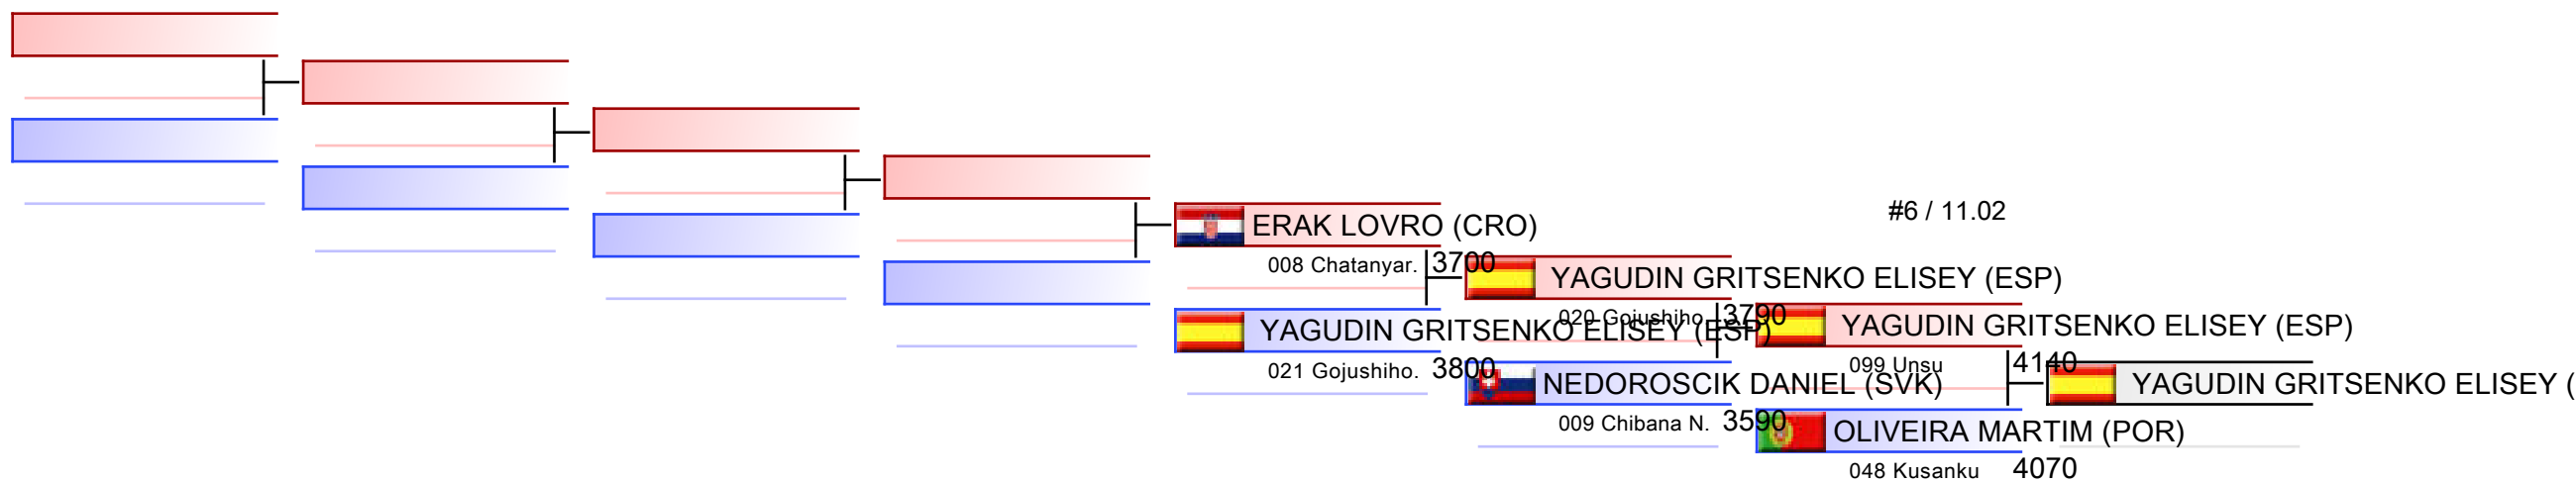 #6 / 11.02
ERAK LOVRO (CRO)
008 Chatanyar. 3700
YAGUDIN GRITSENKO ELISEY (ESP)
021 Gojushiho. 3800
YAGUDIN GRITSENKO ELISEY (ESP)
020 Gojushiho 3790
NEDOROSCIK DANIEL (SVK)
009 Chibana N. 3590
YAGUDIN GRITSENKO ELISEY (ESP)
099 Unsu 4140
OLIVEIRA MARTIM (POR)
048 Kusanku 4070
YAGUDIN GRITSENKO ELISEY (